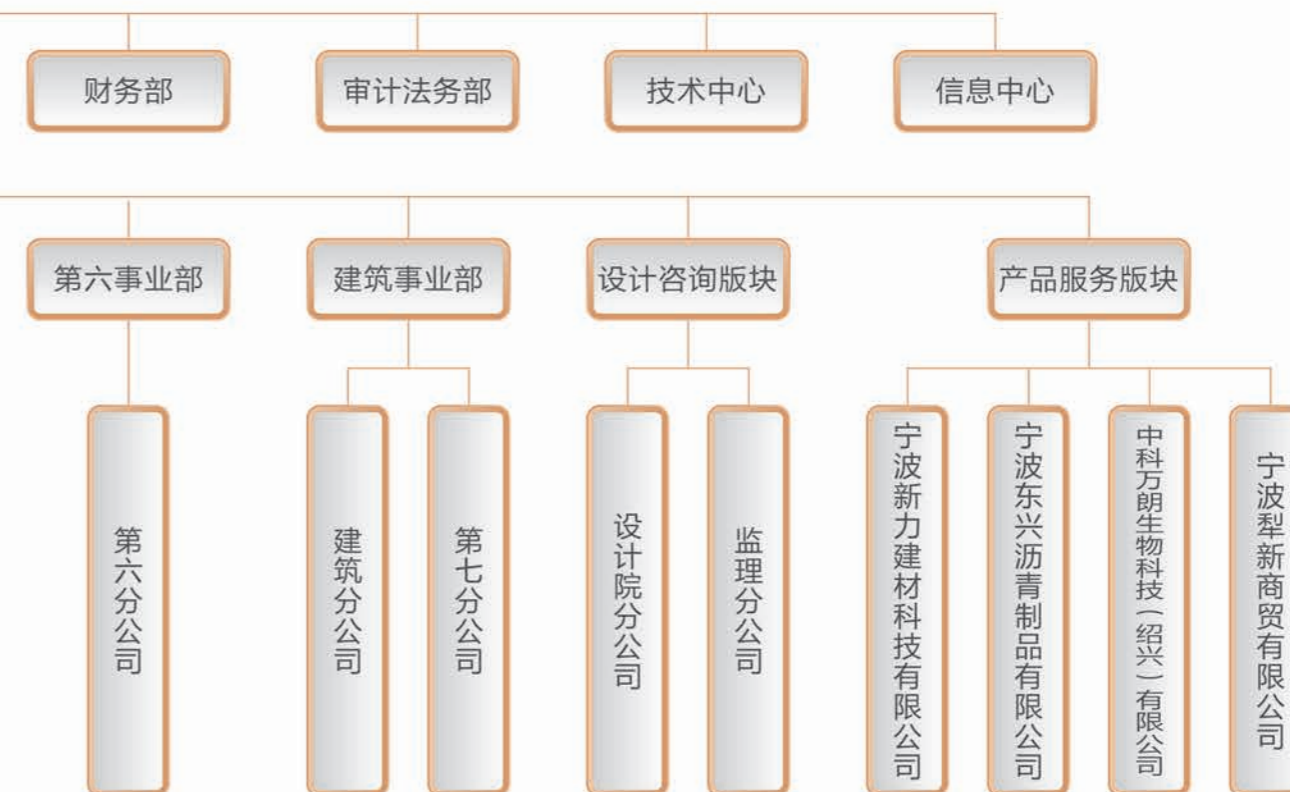 财务部
审计法务部
技术中心
信息中心
第六事业部
建筑事业部
设计咨询版块
产品服务版块
第六分公司
建筑分公司
第七分公司
设计院分公司
监理分公司
宁波新力建材科技有限公司
宁波东兴沥青制品有限公司
中科万朗生物科技（绍兴）有限公司
宁波犁新商贸有限公司